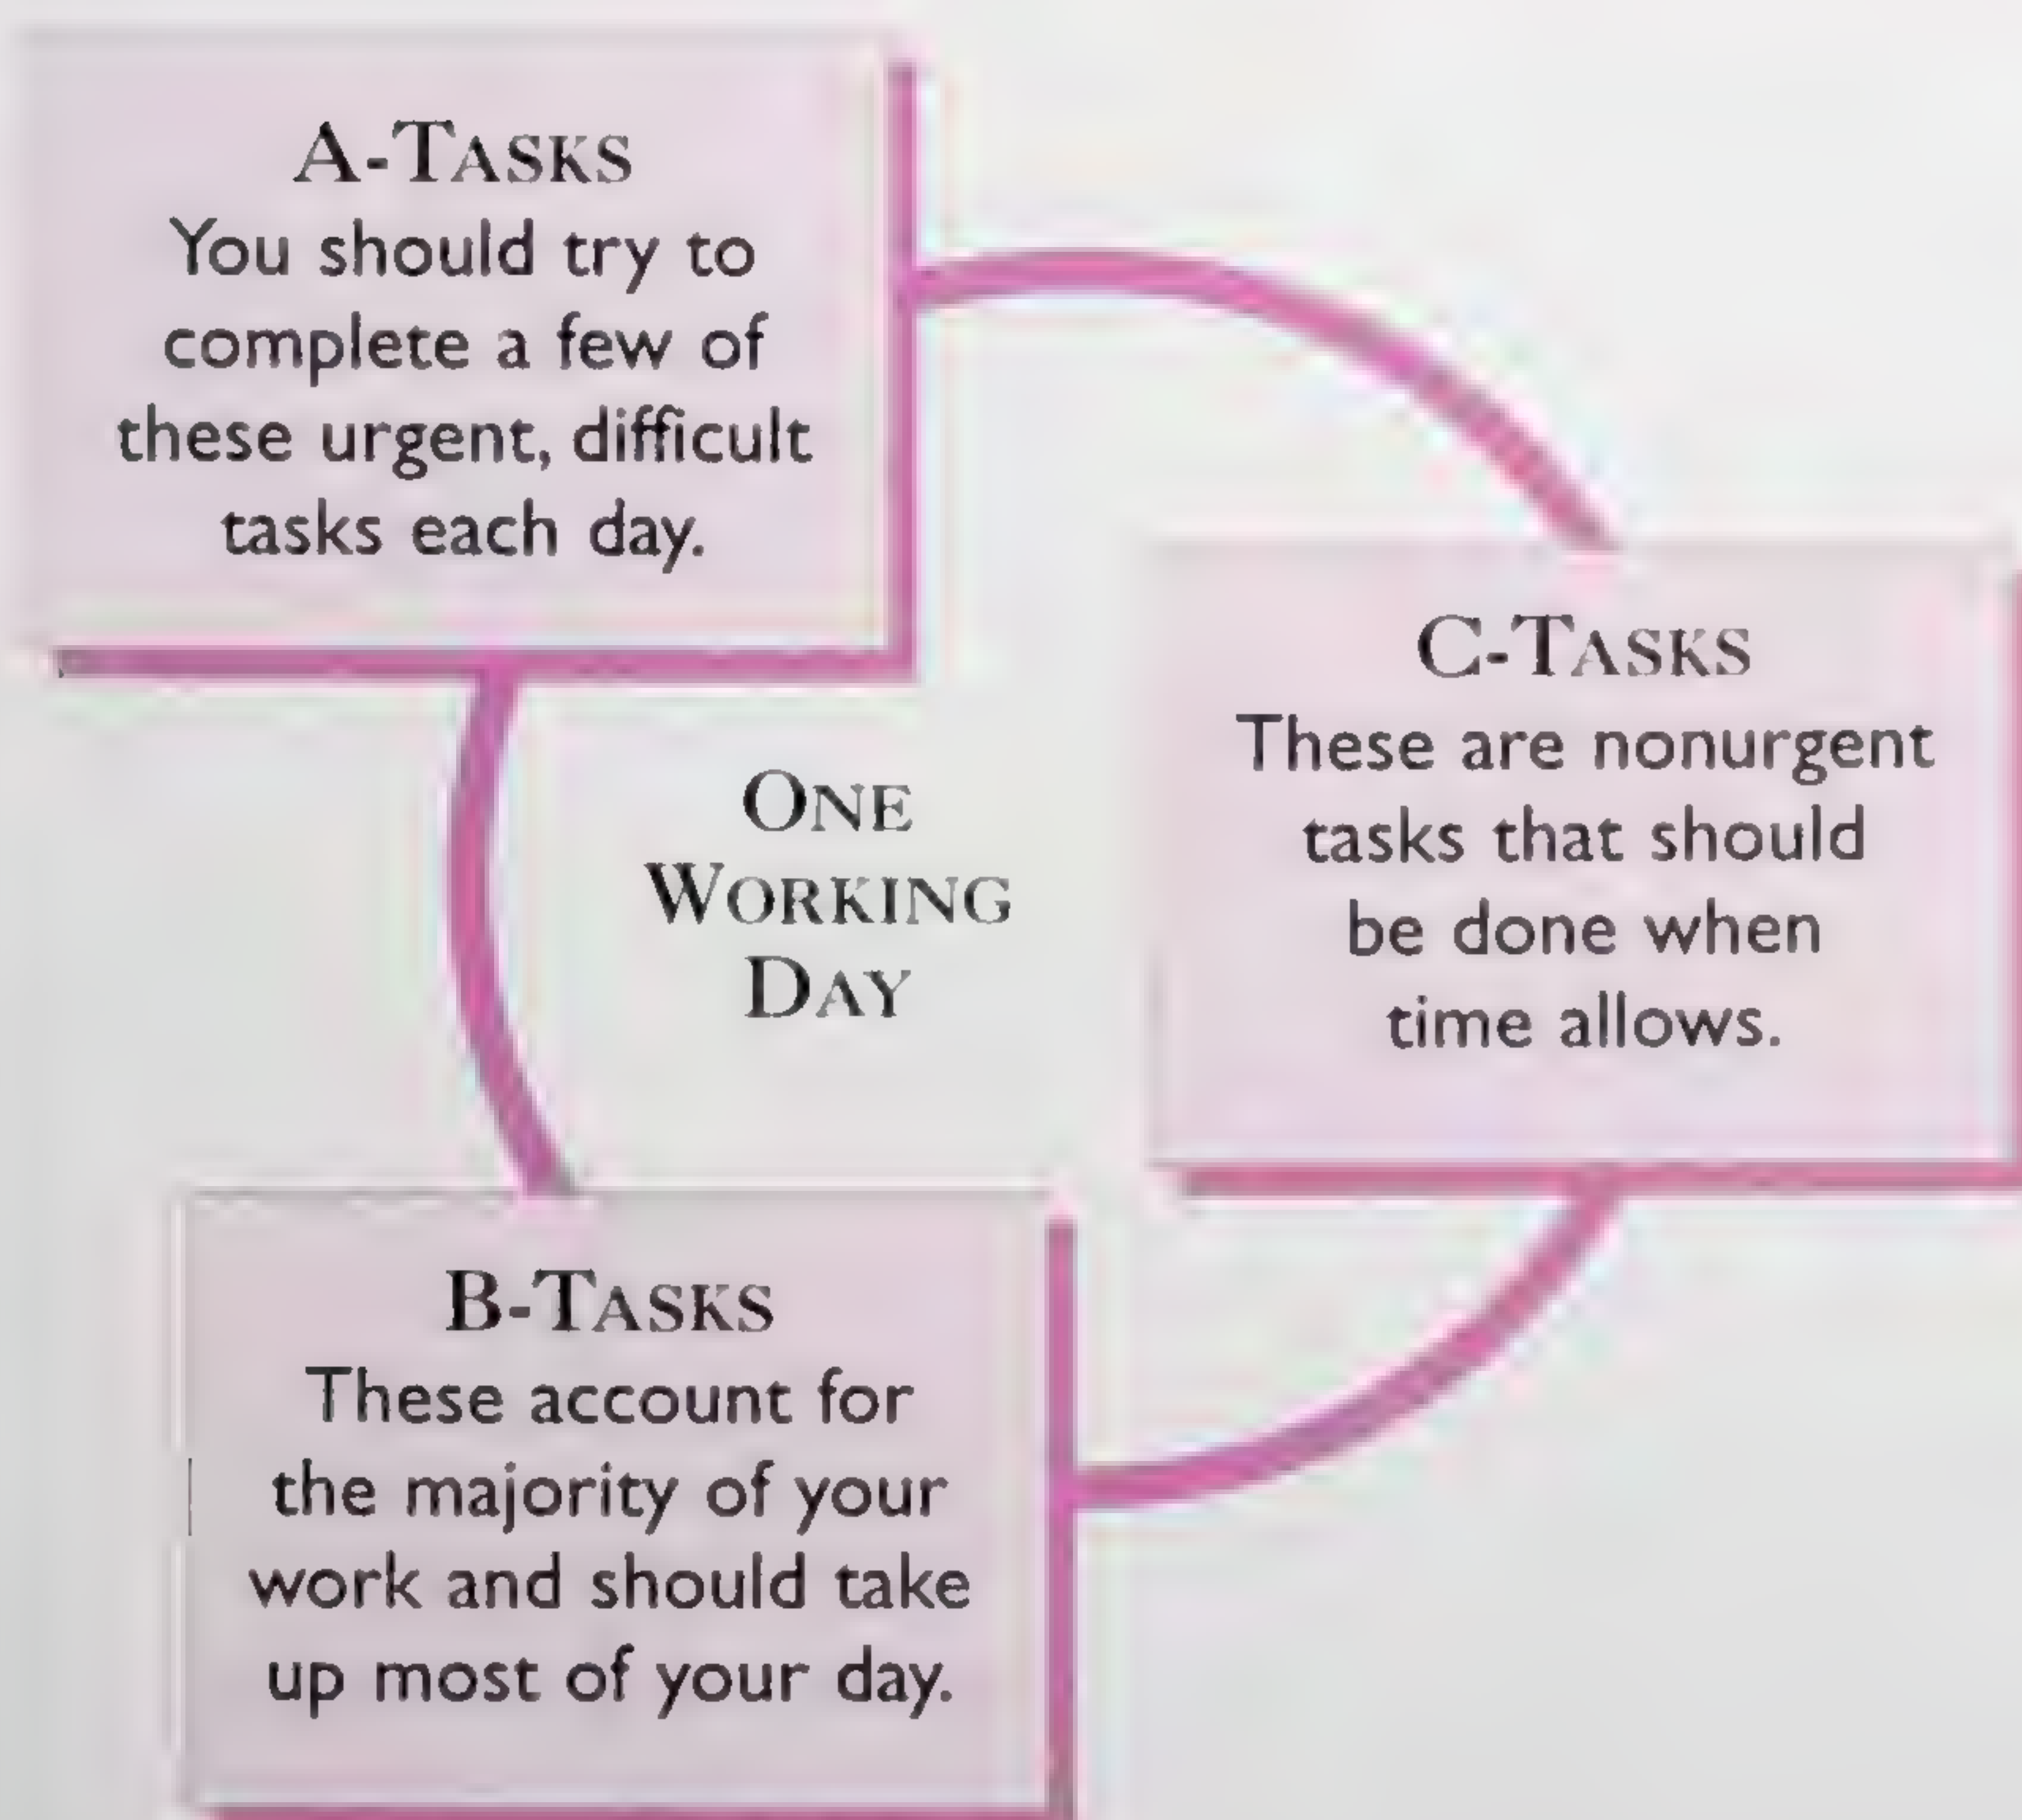 A-TASKS
You should try to
complete a few of
these urgent, difficult
tasks each day.
ONE
WORKING
DAY
C-TASKS
These are nonurgent
tasks that should
be done when
time allows.
B-TASKS
These account for
the majority of your
work and should take
up most of your day.